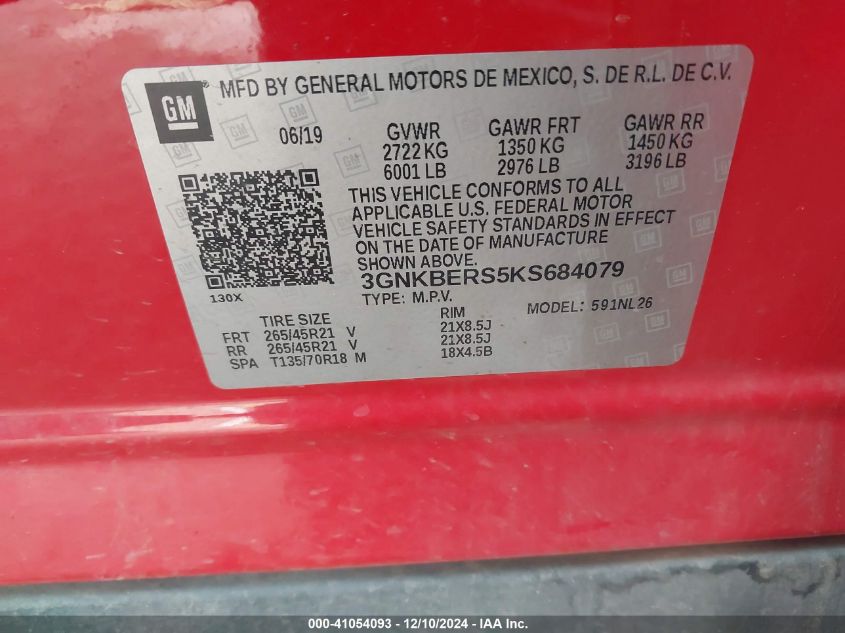 GM
MFD BY GENERAL MOTORS DE MEXICO, S. DE R.L. DE C.V.
06/19 GVWR GAWR FRT GAWR RR
2722 KG 1350 KG 1450 KG
6001 LB 2976 LB 3196 LB
THIS VEHICLE CONFORMS TO ALL
APPLICABLE U.S. FEDERAL MOTOR
VEHICLE SAFETY STANDARDS IN EFFECT
ON THE DATE OF MANUFACTURE
SHOWN ABOVE.
3GNKBERS5KS684079
130X
TYPE: M.P.V. MODEL: 591NL26
TIRE SIZE RIM
FRT 265/45R21 V 21X8.5J
RR 265/45R21 V 21X8.5J
SPA T135/70R18 M 18X4.5B
000-41054093 - 12/10/2024 - IAA Inc.